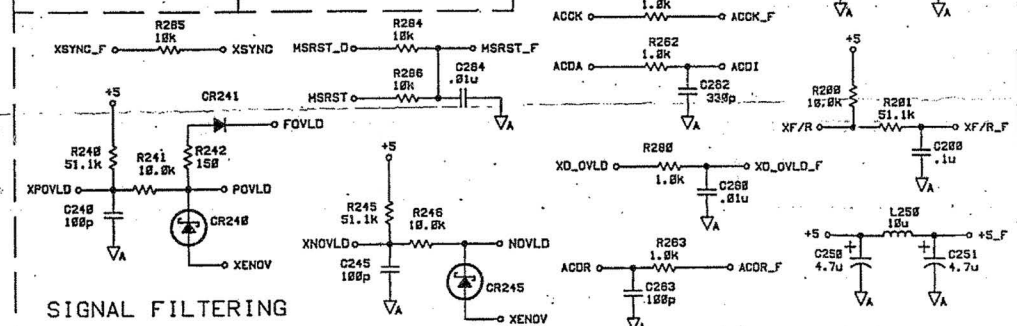 R285
10k
XSYNC_F
XSYNC
R284
10k
MSRST_D
MSRST_F
R286
10k
MSRST
C284
.01u
A
1.0k
ACCK
ACCK_F
R262
1.0k
ACDA
ACDI
C262
330p
A
A
A
+5
R200
10.0k
R201
51.1k
XF/R
XF/R_F
C200
.1u
A
+5
CR241
FOVLD
R240
51.1k
R241
10.0k
R242
150
XPOVLD
POVLD
C240
100p
A
CR240
XENOV
+5
R245
51.1k
R246
10.0k
XNOVLD
NOVLD
C245
100p
A
CR245
XENOV
R280
1.0k
XD_OVLD
XD_OVLD_F
C280
.01u
A
R263
1.0k
ACDR
ACDR_F
C263
100p
A
L250
10u
+5
+5_F
C250
4.7u
C251
4.7u
A
A
SIGNAL FILTERING